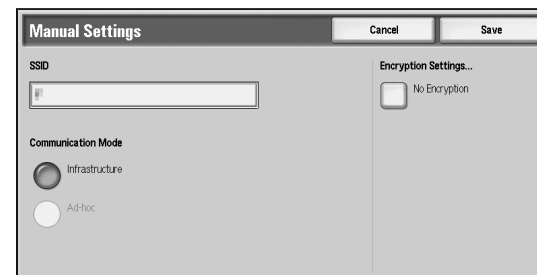 Manual Settings
Cancel
Save
SSID
Encryption Settings...
No Encryption
Communication Mode
Infrastructure
Ad-hoc